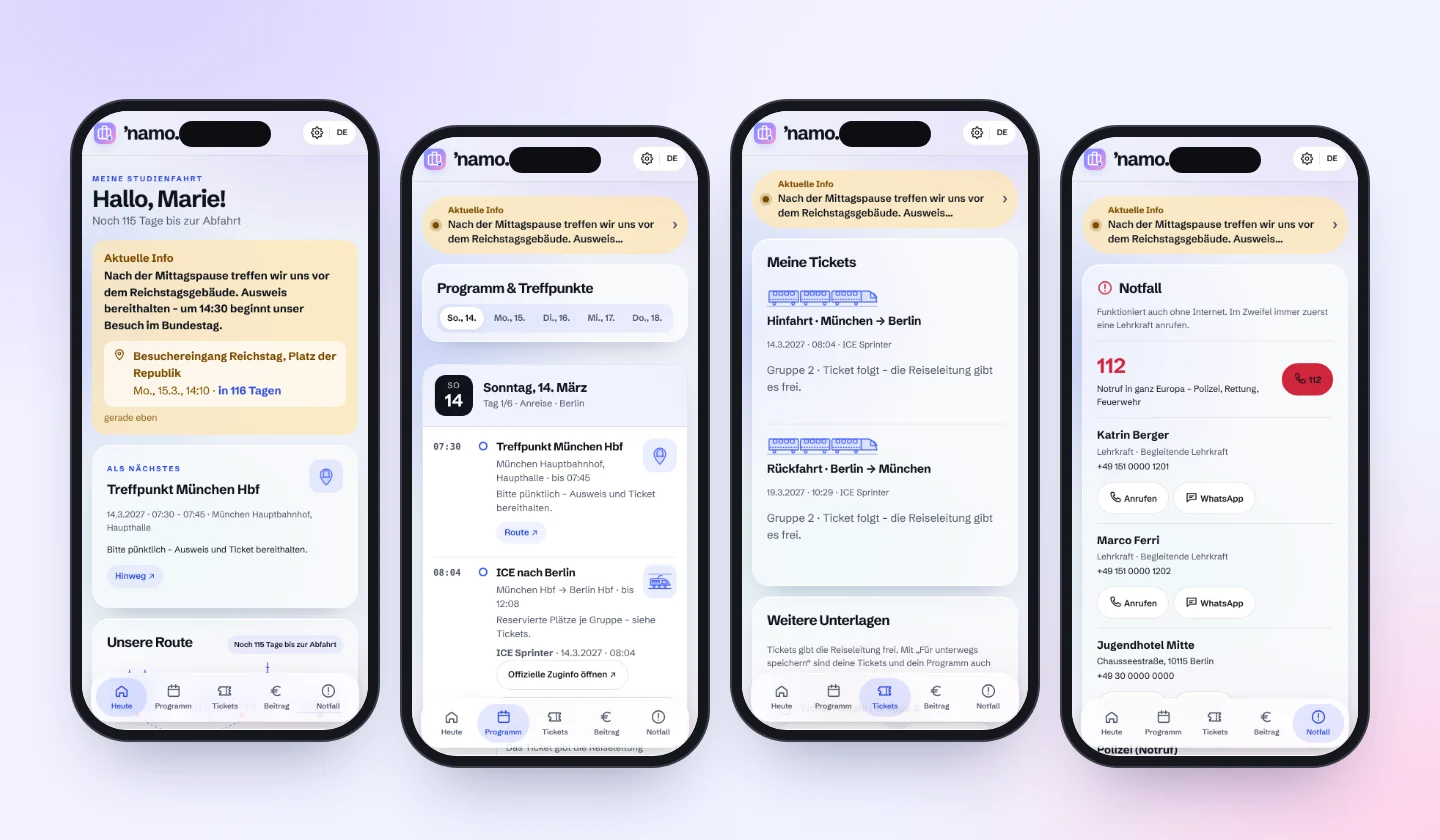 ’namo.
DE
MEINE STUDIENFAHRT
Hallo, Marie!
Noch 115 Tage bis zur Abfahrt
Aktuelle Info
Nach der Mittagspause treffen wir uns vor
dem Reichstagsgebäude. Ausweis
bereithalten – um 14:30 beginnt unser
Besuch im Bundestag.
Besuchereingang Reichstag, Platz der
Republik
Mo., 15.3., 14:10 · in 116 Tagen
gerade eben
ALS NÄCHSTES
Treffpunkt München Hbf
14.3.2027 · 07:30 – 07:45 · München Hauptbahnhof,
Haupthalle
Bitte pünktlich – Ausweis und Ticket bereithalten.
Hinweg ↗
Unsere Route
Noch 115 Tage bis zur Abfahrt
Heute
Programm
Tickets
Beitrag
Notfall
’namo.
DE
Aktuelle Info
Nach der Mittagspause treffen wir uns vor
dem Reichstagsgebäude. Ausweis…
Programm & Treffpunkte
So., 14.
Mo., 15.
Di., 16.
Mi., 17.
Do., 18.
SO
14
Sonntag, 14. März
Tag 1/6 · Anreise · Berlin
07:30
Treffpunkt München Hbf
München Hauptbahnhof,
Haupthalle · bis 07:45
Bitte pünktlich – Ausweis und Ticket
bereithalten.
Route ↗
08:04
ICE nach Berlin
München Hbf → Berlin Hbf · bis
12:08
Reservierte Plätze je Gruppe – siehe
Tickets.
ICE Sprinter · 14.3.2027 · 08:04
Offizielle Zuginfo öffnen ↗
Heute
Programm
Tickets
Beitrag
Notfall
Das Ticket gibt die Reiseleitung
’namo.
DE
Aktuelle Info
Nach der Mittagspause treffen wir uns vor
dem Reichstagsgebäude. Ausweis…
Meine Tickets
Hinfahrt · München → Berlin
14.3.2027 · 08:04 · ICE Sprinter
Gruppe 2 · Ticket folgt – die Reiseleitung gibt
es frei.
Rückfahrt · Berlin → München
19.3.2027 · 10:29 · ICE Sprinter
Gruppe 2 · Ticket folgt – die Reiseleitung gibt
es frei.
Weitere Unterlagen
Tickets gibt die Reiseleitung frei. Mit „Für unterwegs
speichern“ sind deine Tickets und dein Programm auch
Heute
Programm
Tickets
Beitrag
Notfall
’namo.
DE
Aktuelle Info
Nach der Mittagspause treffen wir uns vor
dem Reichstagsgebäude. Ausweis…
Notfall
Funktioniert auch ohne Internet. Im Zweifel immer zuerst
eine Lehrkraft anrufen.
112
Notruf in ganz Europa – Polizei, Rettung,
Feuerwehr
112
Katrin Berger
Lehrkraft · Begleitende Lehrkraft
+49 151 0000 1201
Anrufen
WhatsApp
Marco Ferri
Lehrkraft · Begleitende Lehrkraft
+49 151 0000 1202
Anrufen
WhatsApp
Jugendhotel Mitte
Chausseestraße, 10115 Berlin
+49 30 0000 0000
Heute
Programm
Tickets
Beitrag
Notfall
Polizei (Notruf)